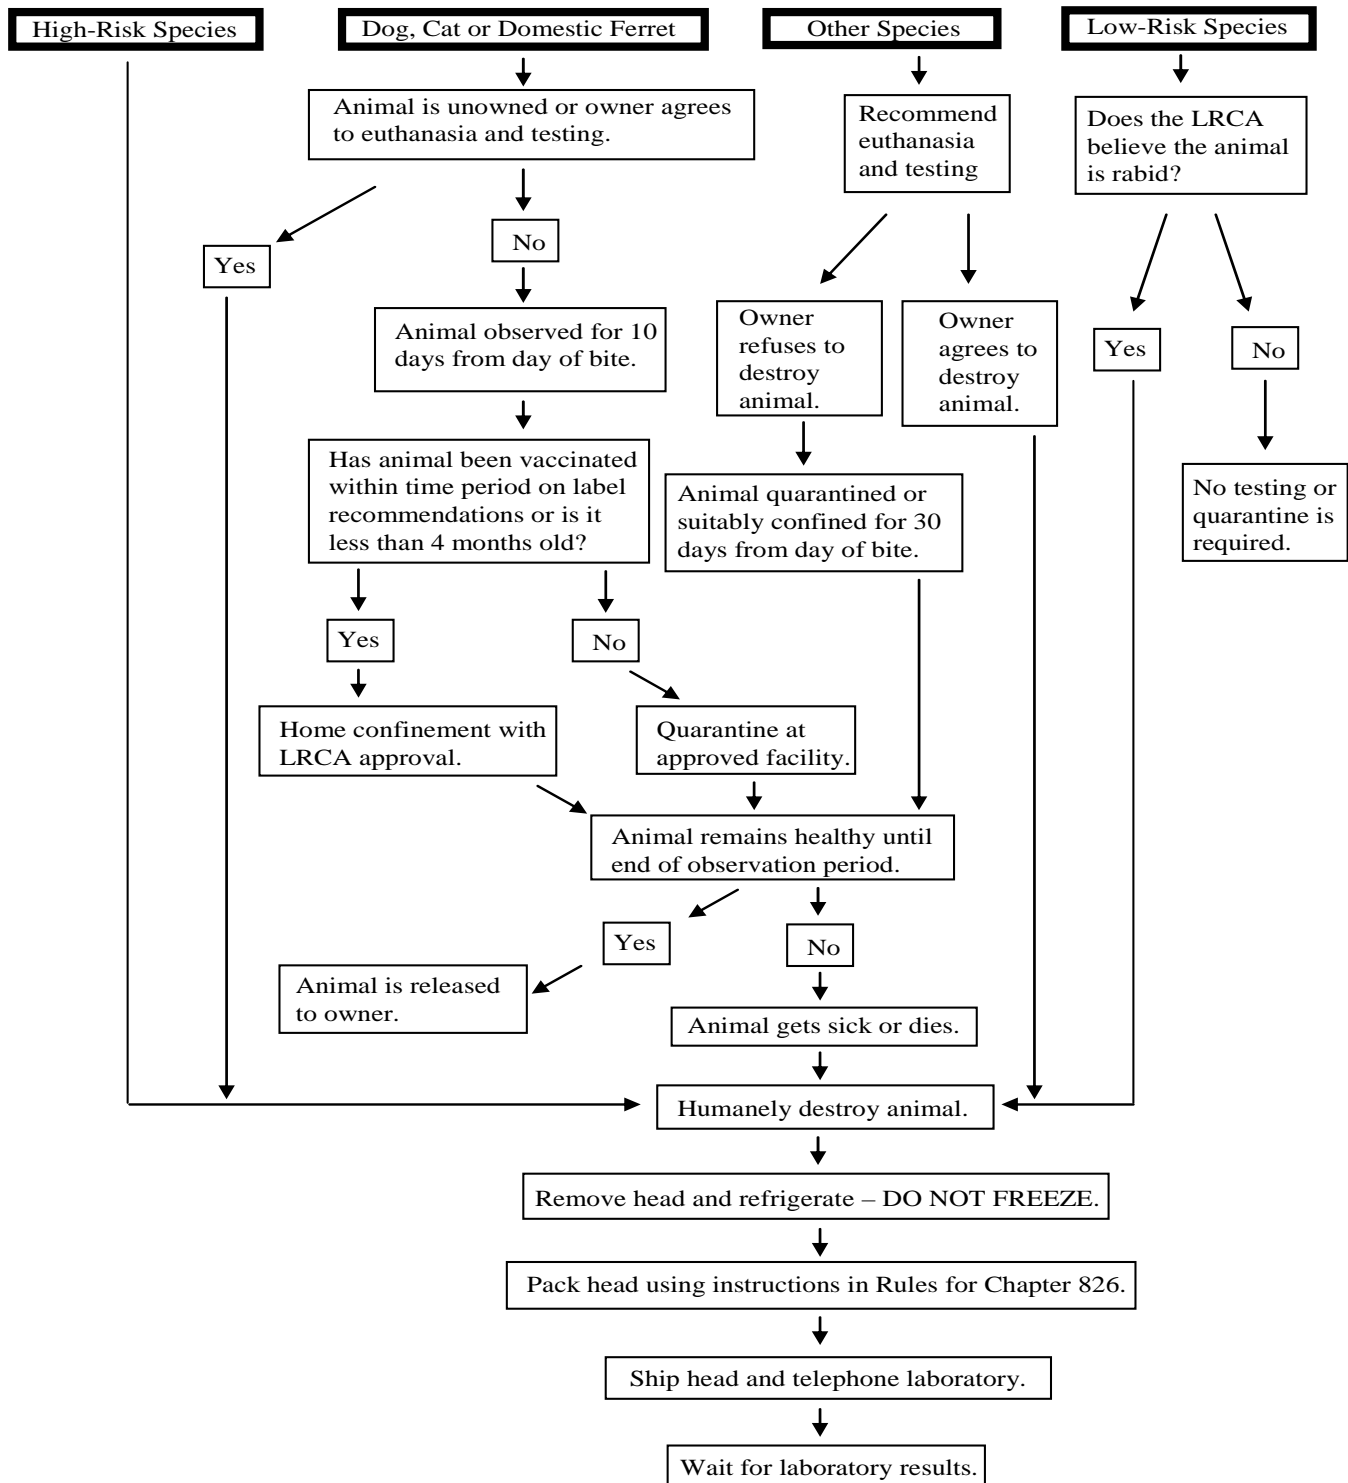 High-Risk Species
Dog, Cat or Domestic Ferret
Other Species
Low-Risk Species
Animal is unowned or owner agrees
to euthanasia and testing.
Recommend
euthanasia
and testing
Does the LRCA
believe the animal
is rabid?
Yes
No
Animal observed for 10
days from day of bite.
Owner
refuses to
destroy
animal.
Owner
agrees to
destroy
animal.
Yes
No
Has animal been vaccinated
within time period on label
recommendations or is it
less than 4 months old?
Animal quarantined or
suitably confined for 30
days from day of bite.
No testing or
quarantine is
required.
Yes
No
Home confinement with
LRCA approval.
Quarantine at
approved facility.
Animal remains healthy until
end of observation period.
Yes
No
Animal is released
to owner.
Animal gets sick or dies.
Humanely destroy animal.
Remove head and refrigerate – DO NOT FREEZE.
Pack head using instructions in Rules for Chapter 826.
Ship head and telephone laboratory.
Wait for laboratory results.